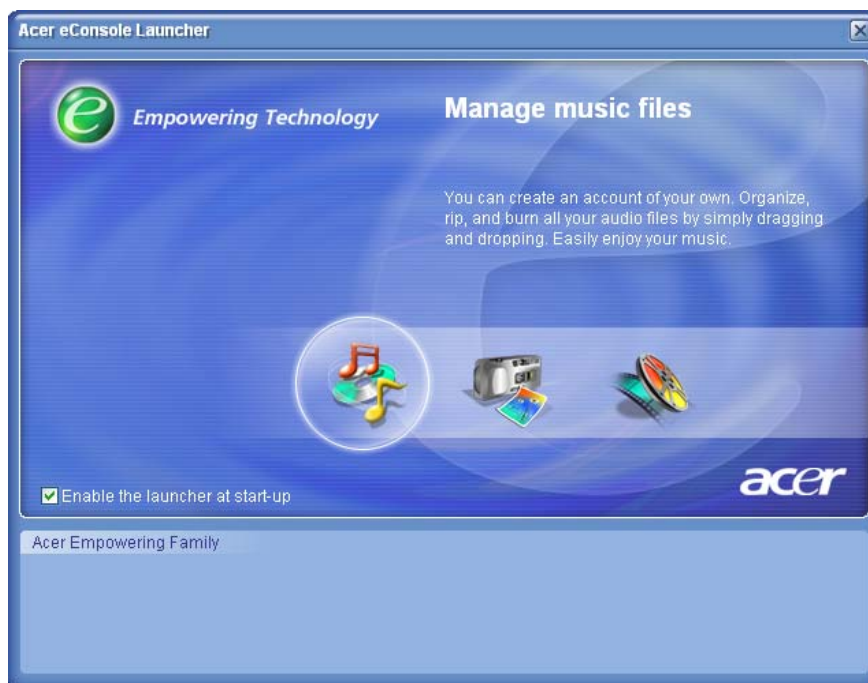 Acer eConsole Launcher
e
Empowering Technology
Manage music files
You can create an account of your own. Organize,
rip, and burn all your audio files by simply dragging
and dropping. Easily enjoy your music.
Enable the launcher at start-up
acer
Acer Empowering Family